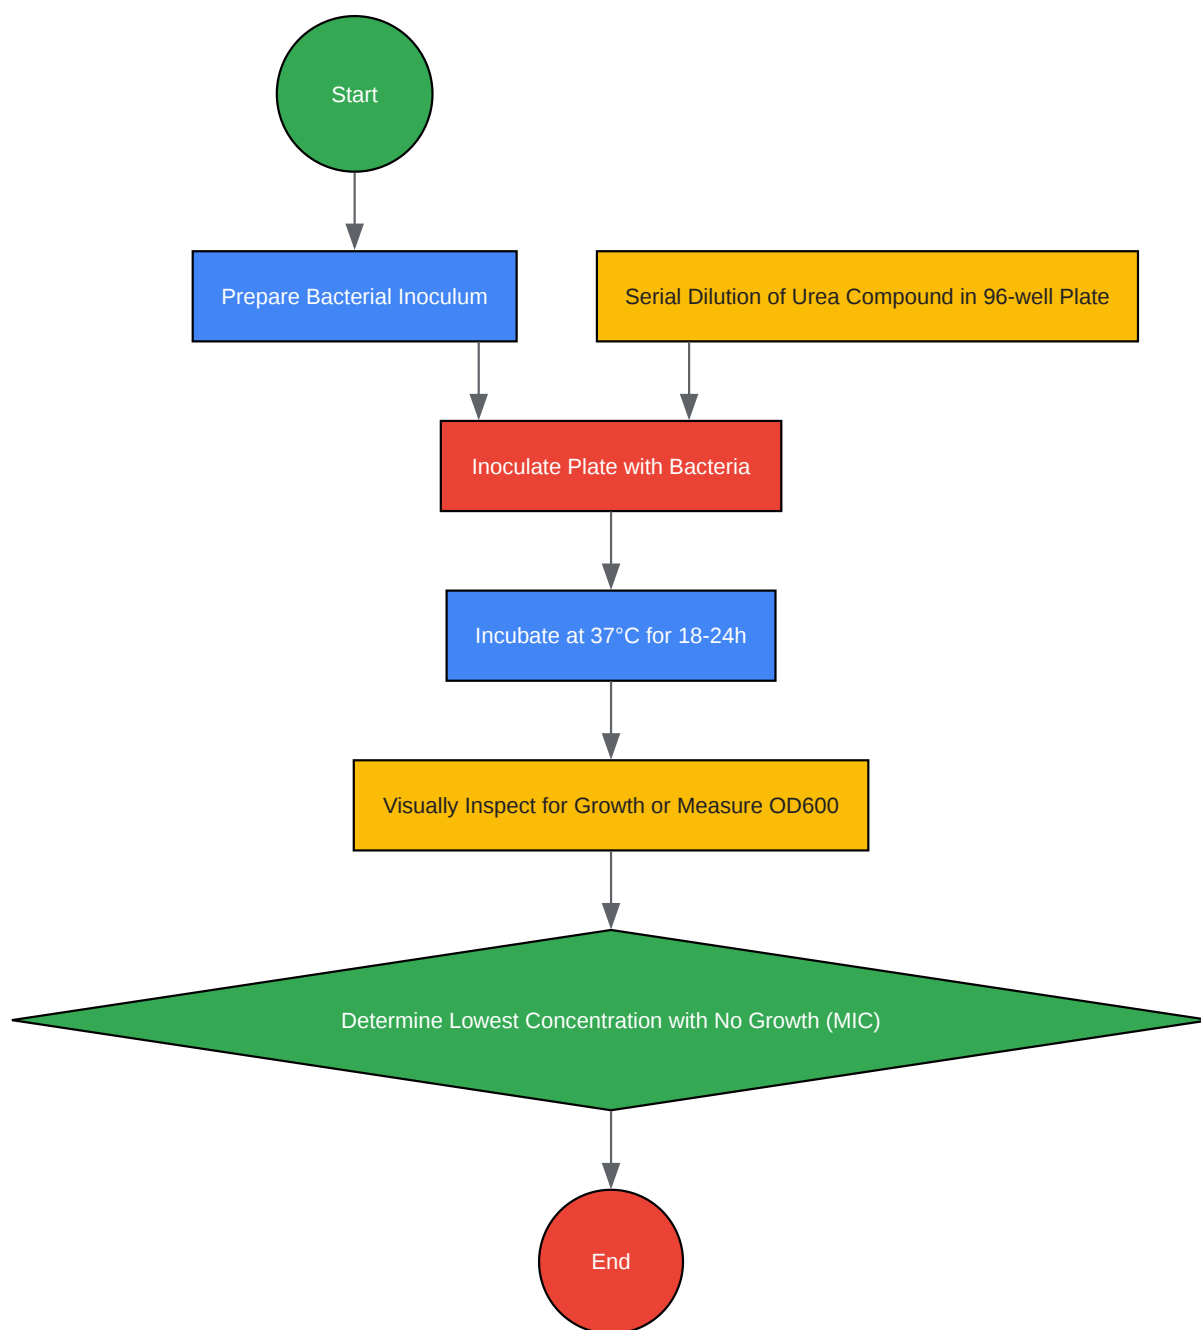 Start
Prepare Bacterial Inoculum
Serial Dilution of Urea Compound in 96-well Plate
Inoculate Plate with Bacteria
Incubate at 37°C for 18-24h
Visually Inspect for Growth or Measure OD600
Determine Lowest Concentration with No Growth (MIC)
End